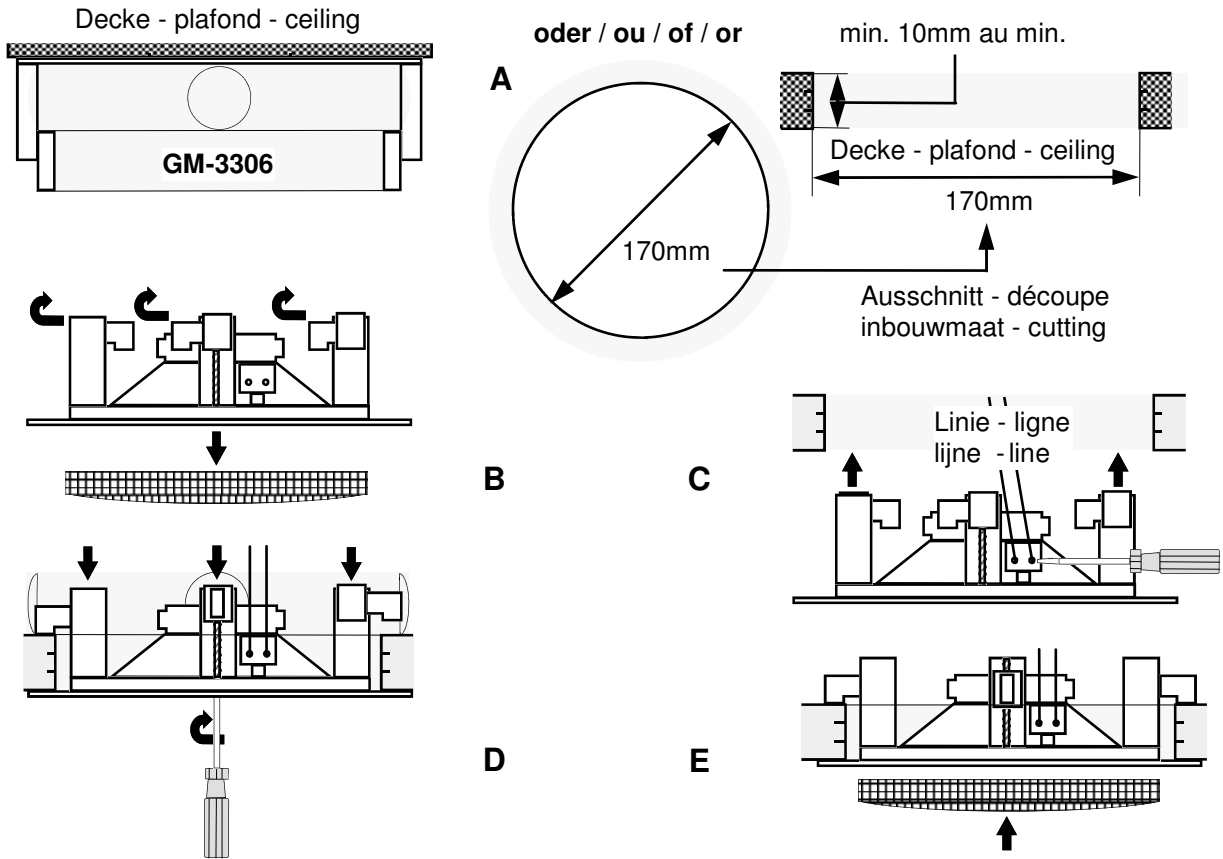 Decke - plafond - ceiling
GM-3306
oder / ou / of / or
A
min. 10mm au min.
Decke - plafond - ceiling
170mm
170mm
Ausschnitt - découpe
inbouwmaat - cutting
B
C
Linie - ligne
lijne - line
D
E